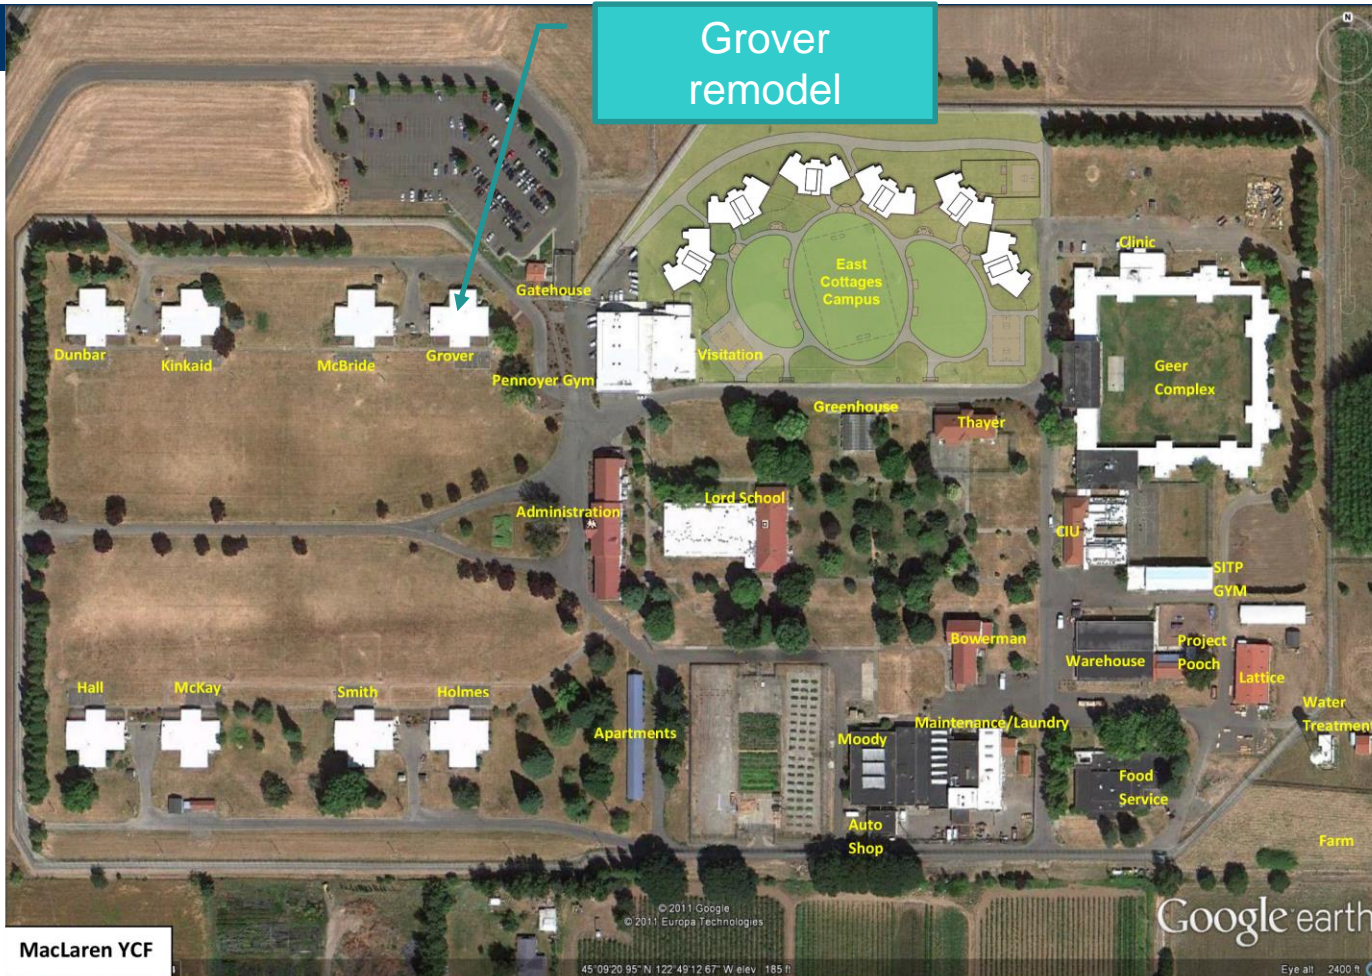 Grover
remodel
N
Clinic
East
Cottages
Campus
Gatehouse
Dunbar
Kinkaid
McBride
Grover
Pennoyer Gym
Visitation
Geer
Complex
Greenhouse
Thayer
Lord School
Administration
CIU
SITP
GYM
Bowerman
Warehouse
Project
Pooch
Lattice
Hall
McKay
Smith
Holmes
Apartments
Moody
Maintenance/Laundry
Water
Treatment
Food
Service
Auto
Shop
Farm
© 2011 Google
© 2011 Europa Technologies
Google earth
MacLaren YCF
45°09'20.95" N 122°49'12.67" W elev 185 ft
Eye alt 2400 ft